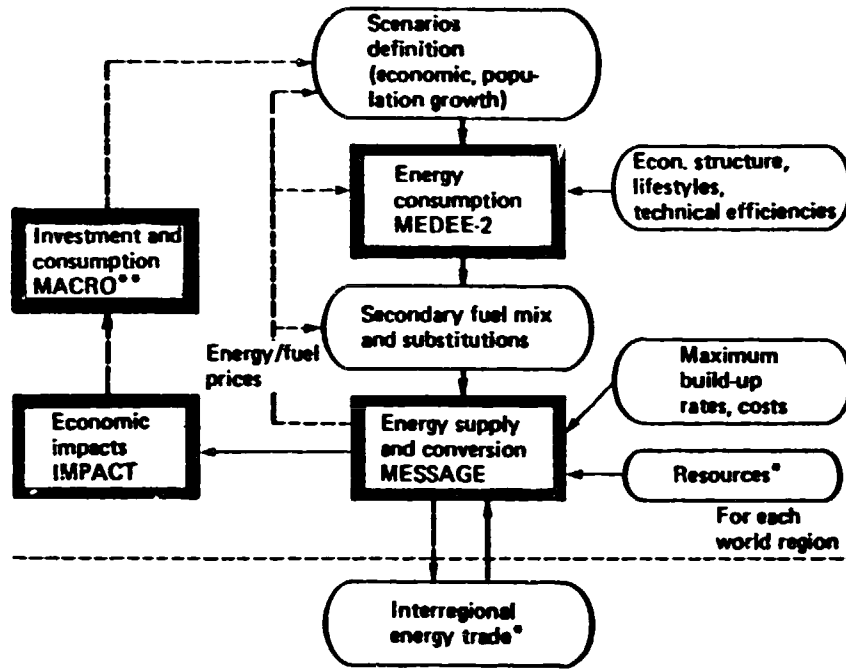 Scenarios
definition
(economic, popu-
lation growth)
Energy
consumption
MEDEE-2
Econ. structure,
lifestyles,
technical efficiencies
Investment and
consumption
MACRO**
Secondary fuel mix
and substitutions
Energy/fuel
prices
Maximum
build-up
rates, costs
Economic
impacts
IMPACT
Energy supply
and conversion
MESSAGE
Resources*
For each
world region
Interregional
energy trade*